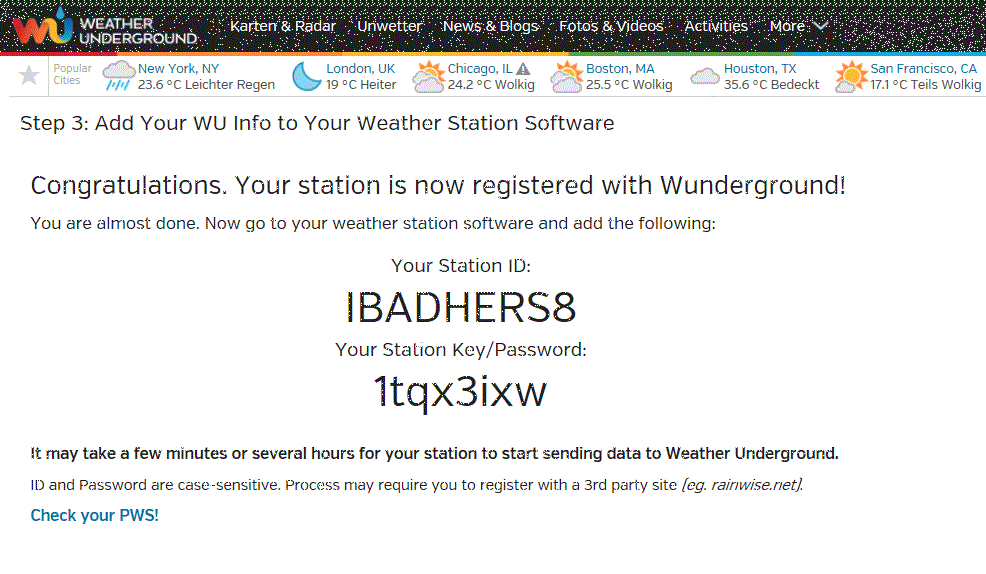 WU WEATHER UNDERGROUND Karten & Radar Unwetter News & Blogs Fotos & Videos Activities More
Popular Cities
New York, NY
23.6 °C Leichter Regen
London, UK
19 °C Heiter
Chicago, IL
24.2 °C Wolkig
Boston, MA
25.5 °C Wolkig
Houston, TX
35.6 °C Bedeckt
San Francisco, CA
17.1 °C Teils Wolkig
Step 3: Add Your WU Info to Your Weather Station Software
Congratulations. Your station is now registered with Wunderground!
You are almost done. Now go to your weather station software and add the following:
Your Station ID:
IBADHERS8
Your Station Key/Password:
1tqx3ixw
It may take a few minutes or several hours for your station to start sending data to Weather Underground.
ID and Password are case-sensitive. Process may require you to register with a 3rd party site [eg. rainwise.net].
Check your PWS!